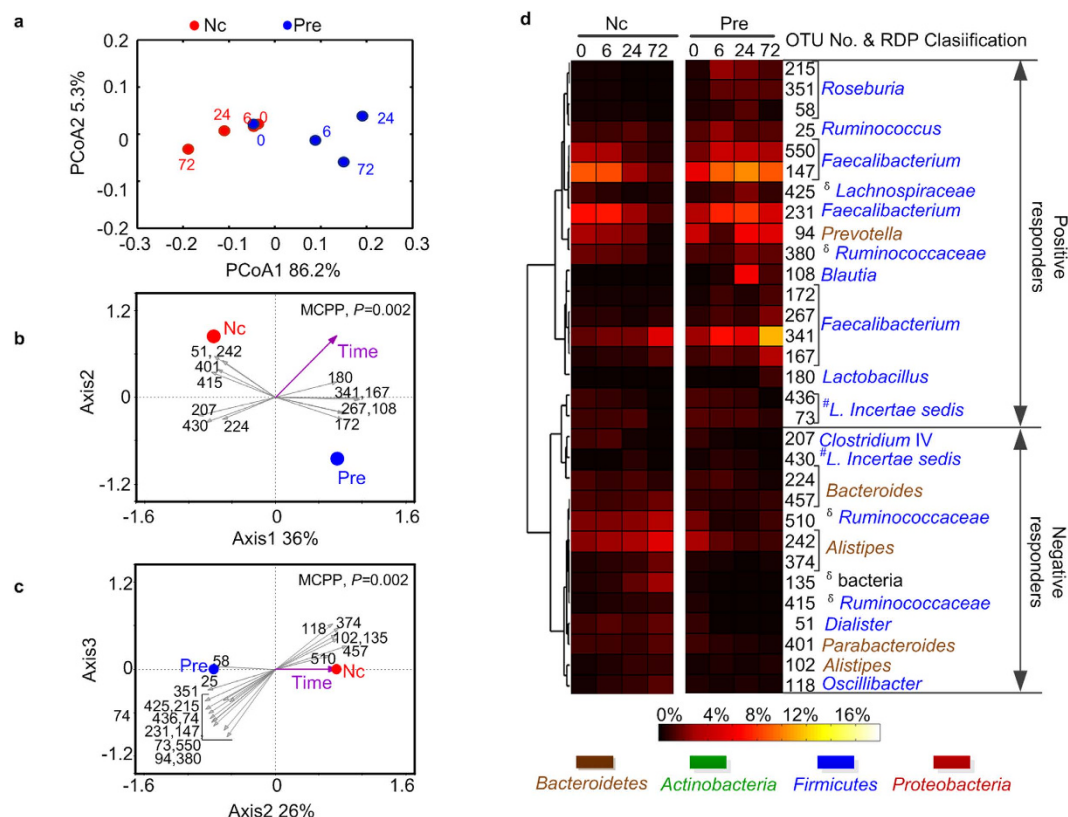 a
Nc Pre
0.2
0.1
0
-0.1
-0.2
PCoA2 5.3%
24
6 0
72
0
6
24
72
-0.3 -0.2 -0.1 0 0.1 0.2 0.3
PCoA1 86.2%
b
1.2
0
-1.2
Axis2
MCPP, P=0.002
Nc
Time
51, 242
401
415
207
430 224
180
341,167
267,108
172
Pre
-1.6 0 1.6
Axis1 36%
c
1.2
0
74
-1.2
Axis3
MCPP, P=0.002
118 374
102,135
457
510
Nc
Time
Pre 58
25
351
425,215
436,74
231,147
73,550
94,380
-1.6 0 1.6
Axis2 26%
d
Nc Pre
0 6 24 72 0 6 24 72 OTU No. & RDP Clasiification
215
351 Roseburia
58
25 Ruminococcus
550
147 Faecalibacterium
425 δ Lachnospiraceae
231 Faecalibacterium
94 Prevotella
380 δ Ruminococcaceae
108 Blautia
172
267 Faecalibacterium
341
167
180 Lactobacillus
436
73 #L. Incertae sedis
207 Clostridium IV
430 #L. Incertae sedis
224
457 Bacteroides
510 δ Ruminococcaceae
242 Alistipes
374
135 δ bacteria
415 δ Ruminococcaceae
51 Dialister
401 Parabacteroides
102 Alistipes
118 Oscillibacter
Positive
responders
Negative
responders
0% 4% 8% 12% 16%
Bacteroidetes Actinobacteria Firmicutes Proteobacteria